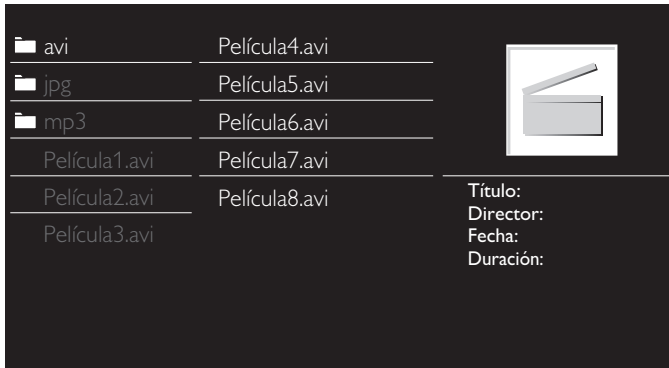 avi
jpg
mp3
Película1.avi
Película2.avi
Película3.avi
Película4.avi
Película5.avi
Película6.avi
Película7.avi
Película8.avi
Título:
Director:
Fecha:
Duración: